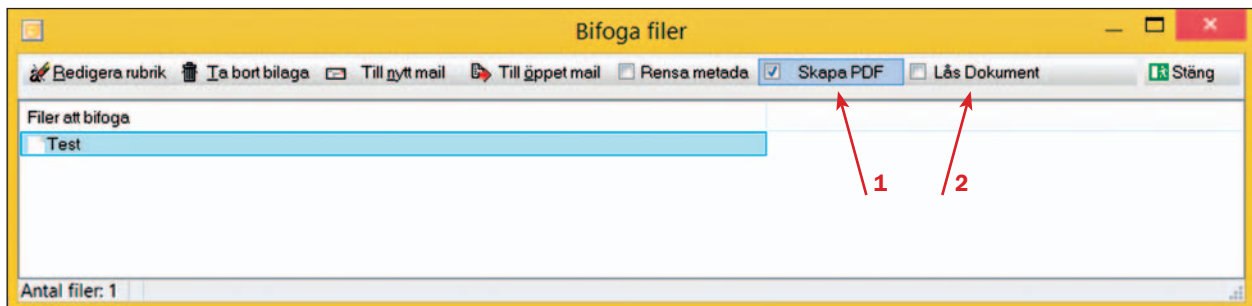 Bifoga filer
Redigera rubrik Ta bort bilaga Till nytt mail Till öppet mail Rensa metada Skapa PDF Lås Dokument Stäng
Filer att bifoga
Test
1 2
Antal filer: 1